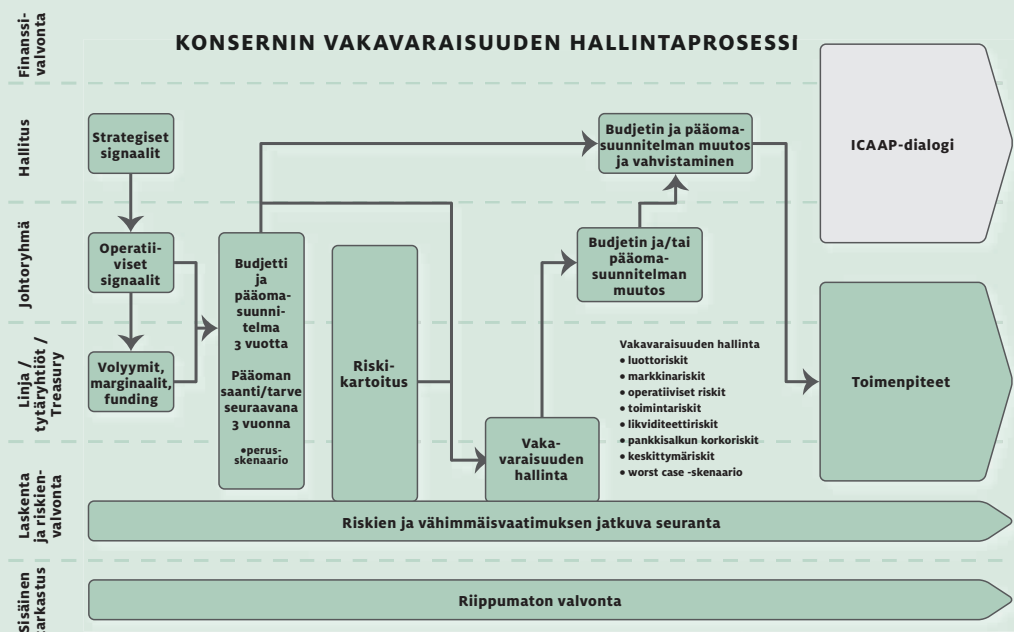 KONSERNIN VAKAVARAISUUDEN HALLINTAPROSESSI
Finanssi-
valvonta
Hallitus
Johtoryhmä
Linja /
tytäryhtiöt /
Treasury
Laskenta
ja riskien-
valvonta
Sisäinen
tarkastus
Strategiset
signaalit
Operatii-
viset
signaalit
Volyymit,
marginaalit,
funding
Budjetti
ja
pääoma-
suunni-
telma
3 vuotta
Pääoman
saanti/tarve
seuraavana
3 vuonna
•perus-
skenaario
Riski-
kartoitus
Vaka-
varaisuuden
hallinta
Budjetin ja/tai
pääoma-
suunnitelman
muutos
Budjetin ja pääoma-
suunnitelman muutos
ja vahvistaminen
Vakavaraisuuden hallinta
• luottoriskit
• markkinariskit
• operatiiviset riskit
• toimintariskit
• likviditeettiriskit
• pankkisalkun korkoriskit
• keskittymäriskit
• worst case -skenaario
ICAAP-dialogi
Toimenpiteet
Riskien ja vähimmäisvaatimuksen jatkuva seuranta
Riippumaton valvonta